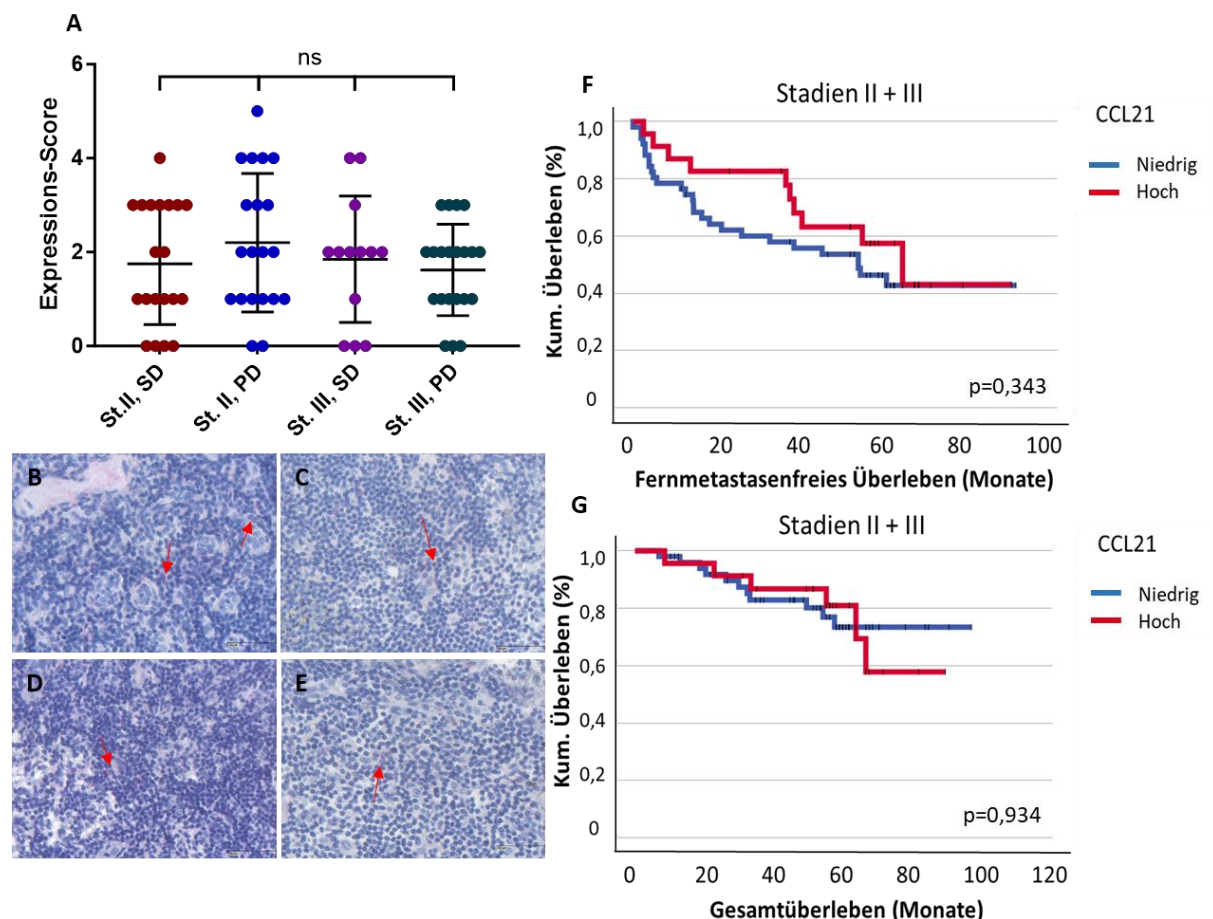 A
ns
6
4
2
0
Expressions-Score
St.II, SD
St. II, PD
St. III, SD
St. III, PD
B
C
D
E
F
Stadien II + III
CCL21
Niedrig
Hoch
1,0
0,8
0,6
0,4
0,2
0
Kum. Überleben (%)
p=0,343
0 20 40 60 80 100
Fernmetastasenfreies Überleben (Monate)
G
Stadien II + III
CCL21
Niedrig
Hoch
1,0
0,8
0,6
0,4
0,2
0
Kum. Überleben (%)
p=0,934
0 20 40 60 80 100 120
Gesamtüberleben (Monate)